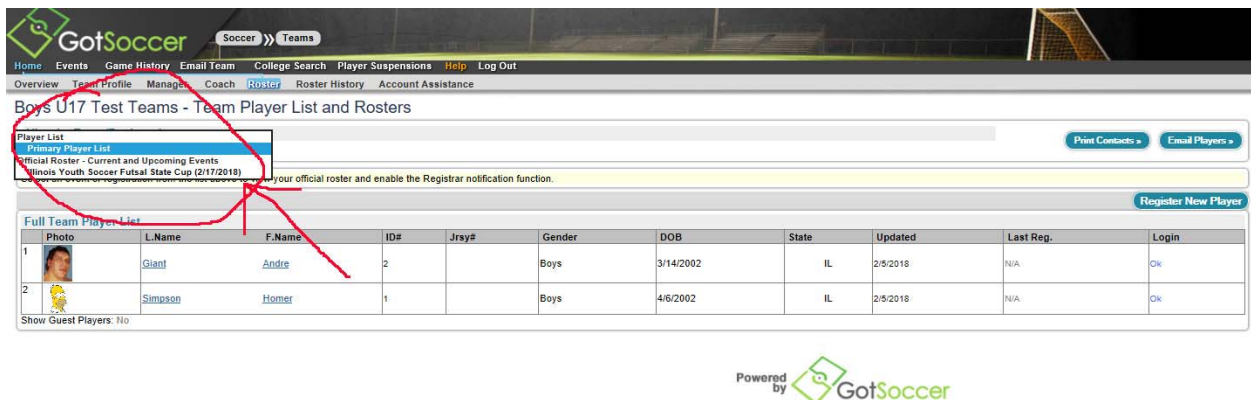 GotSoccer Soccer Teams
Home Events Game History Email Team College Search Player Suspensions Help Log Out
Overview Team Profile Manager Coach Roster Roster History Account Assistance
Boys U17 Test Teams - Team Player List and Rosters
Player List
Primary Player List
Official Roster - Current and Upcoming Events
Illinois Youth Soccer Futsal State Cup (2/17/2018)
Print Contacts » Email Players »
your official roster and enable the Registrar notification function.
Register New Player
Full Team Player List
Photo L.Name F.Name ID# Jrsy# Gender DOB State Updated Last Reg. Login
1 Giant Andre 2 Boys 3/14/2002 IL 2/5/2018 N/A Ok
2 Simpson Homer 1 Boys 4/6/2002 IL 2/5/2018 N/A Ok
Show Guest Players: No
Powered
by GotSoccer